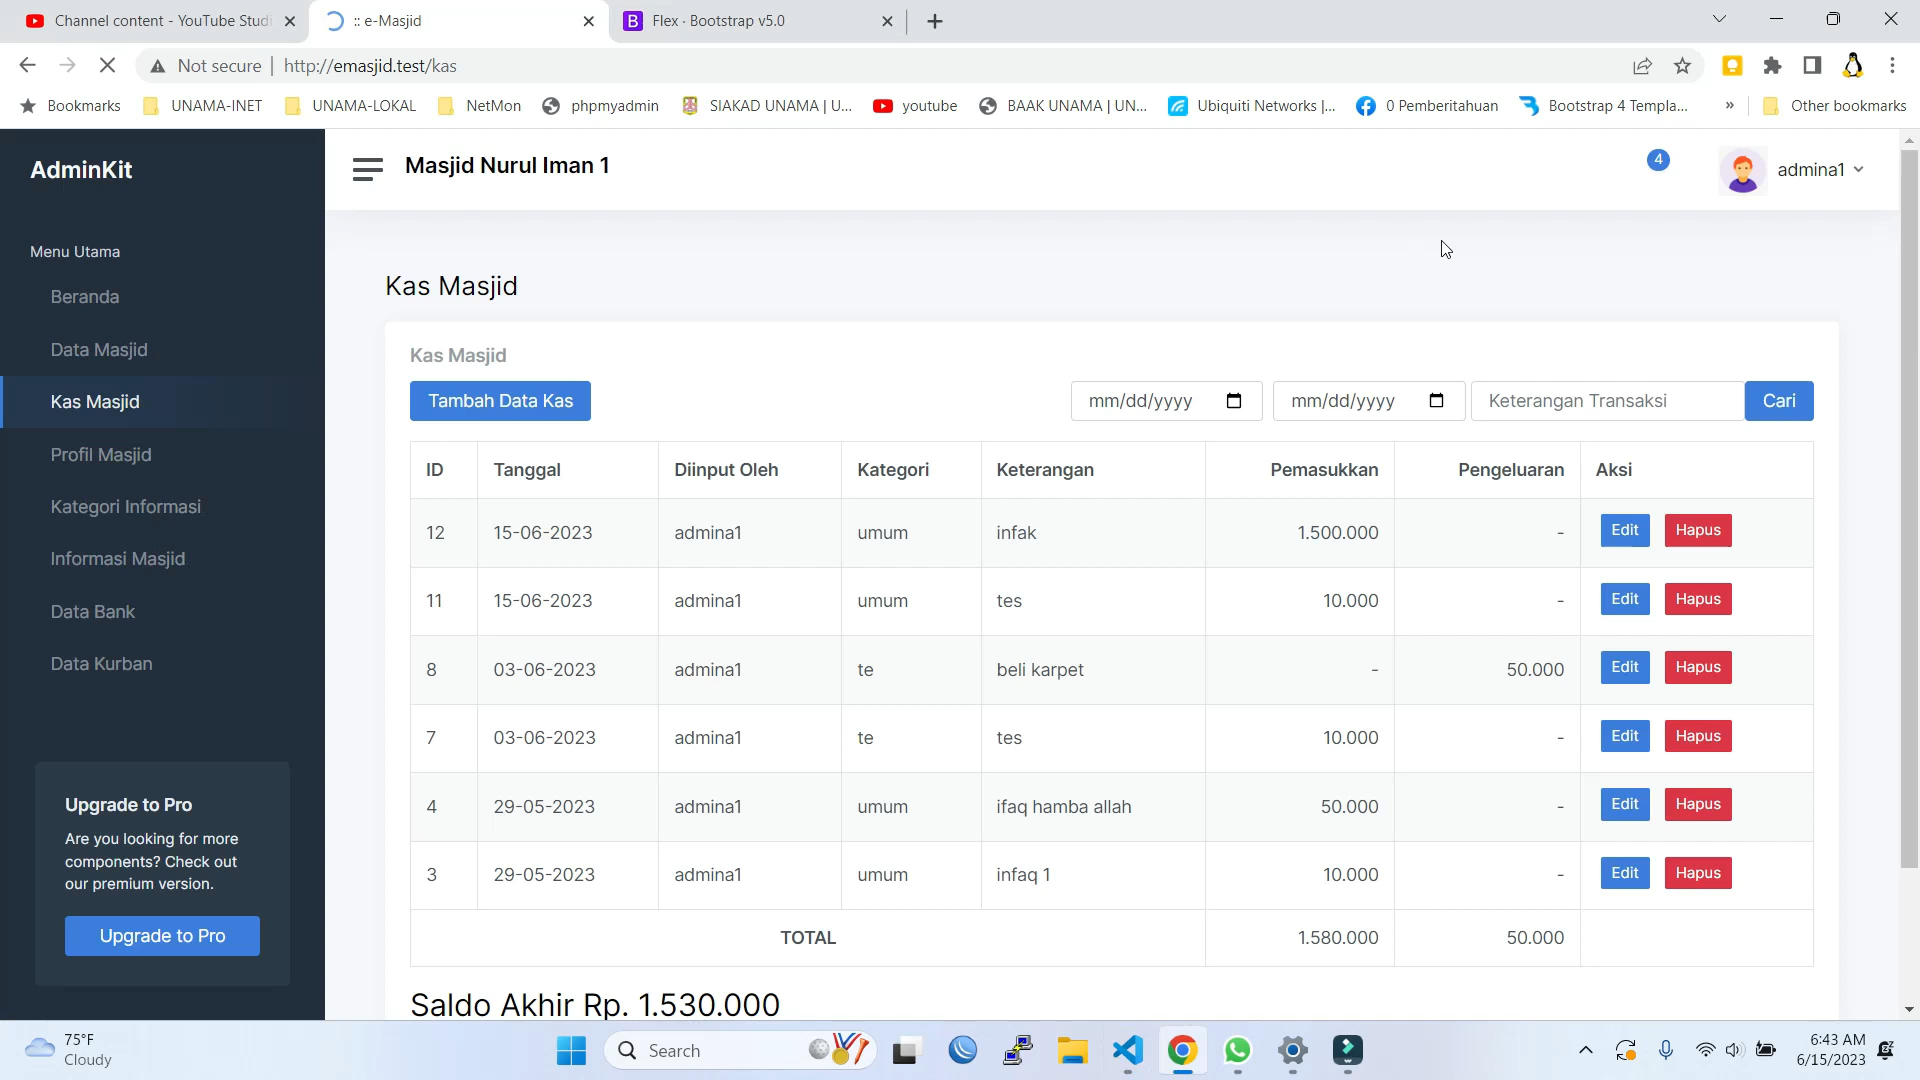 Channel content - YouTube Studi
:: e-Masjid
Flex · Bootstrap v5.0
Not secure | http://emasjid.test/kas
Bookmarks UNAMA-INET UNAMA-LOKAL NetMon phpmyadmin SIAKAD UNAMA | U... youtube BAAK UNAMA | UN... Ubiquiti Networks |... 0 Pemberitahuan Bootstrap 4 Templa... » Other bookmarks
AdminKit
Masjid Nurul Iman 1
4
admina1
Menu Utama
Beranda
Data Masjid
Kas Masjid
Profil Masjid
Kategori Informasi
Informasi Masjid
Data Bank
Data Kurban
Upgrade to Pro
Are you looking for more
components? Check out
our premium version.
Upgrade to Pro
Kas Masjid
Kas Masjid
Tambah Data Kas mm/dd/yyyy mm/dd/yyyy Keterangan Transaksi Cari
ID Tanggal Diinput Oleh Kategori Keterangan Pemasukkan Pengeluaran Aksi
12 15-06-2023 admina1 umum infak 1.500.000 - Edit Hapus
11 15-06-2023 admina1 umum tes 10.000 - Edit Hapus
8 03-06-2023 admina1 te beli karpet - 50.000 Edit Hapus
7 03-06-2023 admina1 te tes 10.000 - Edit Hapus
4 29-05-2023 admina1 umum ifaq hamba allah 50.000 - Edit Hapus
3 29-05-2023 admina1 umum infaq 1 10.000 - Edit Hapus
TOTAL 1.580.000 50.000
Saldo Akhir Rp. 1.530.000
75°F
Cloudy
Search
6:43 AM
6/15/2023